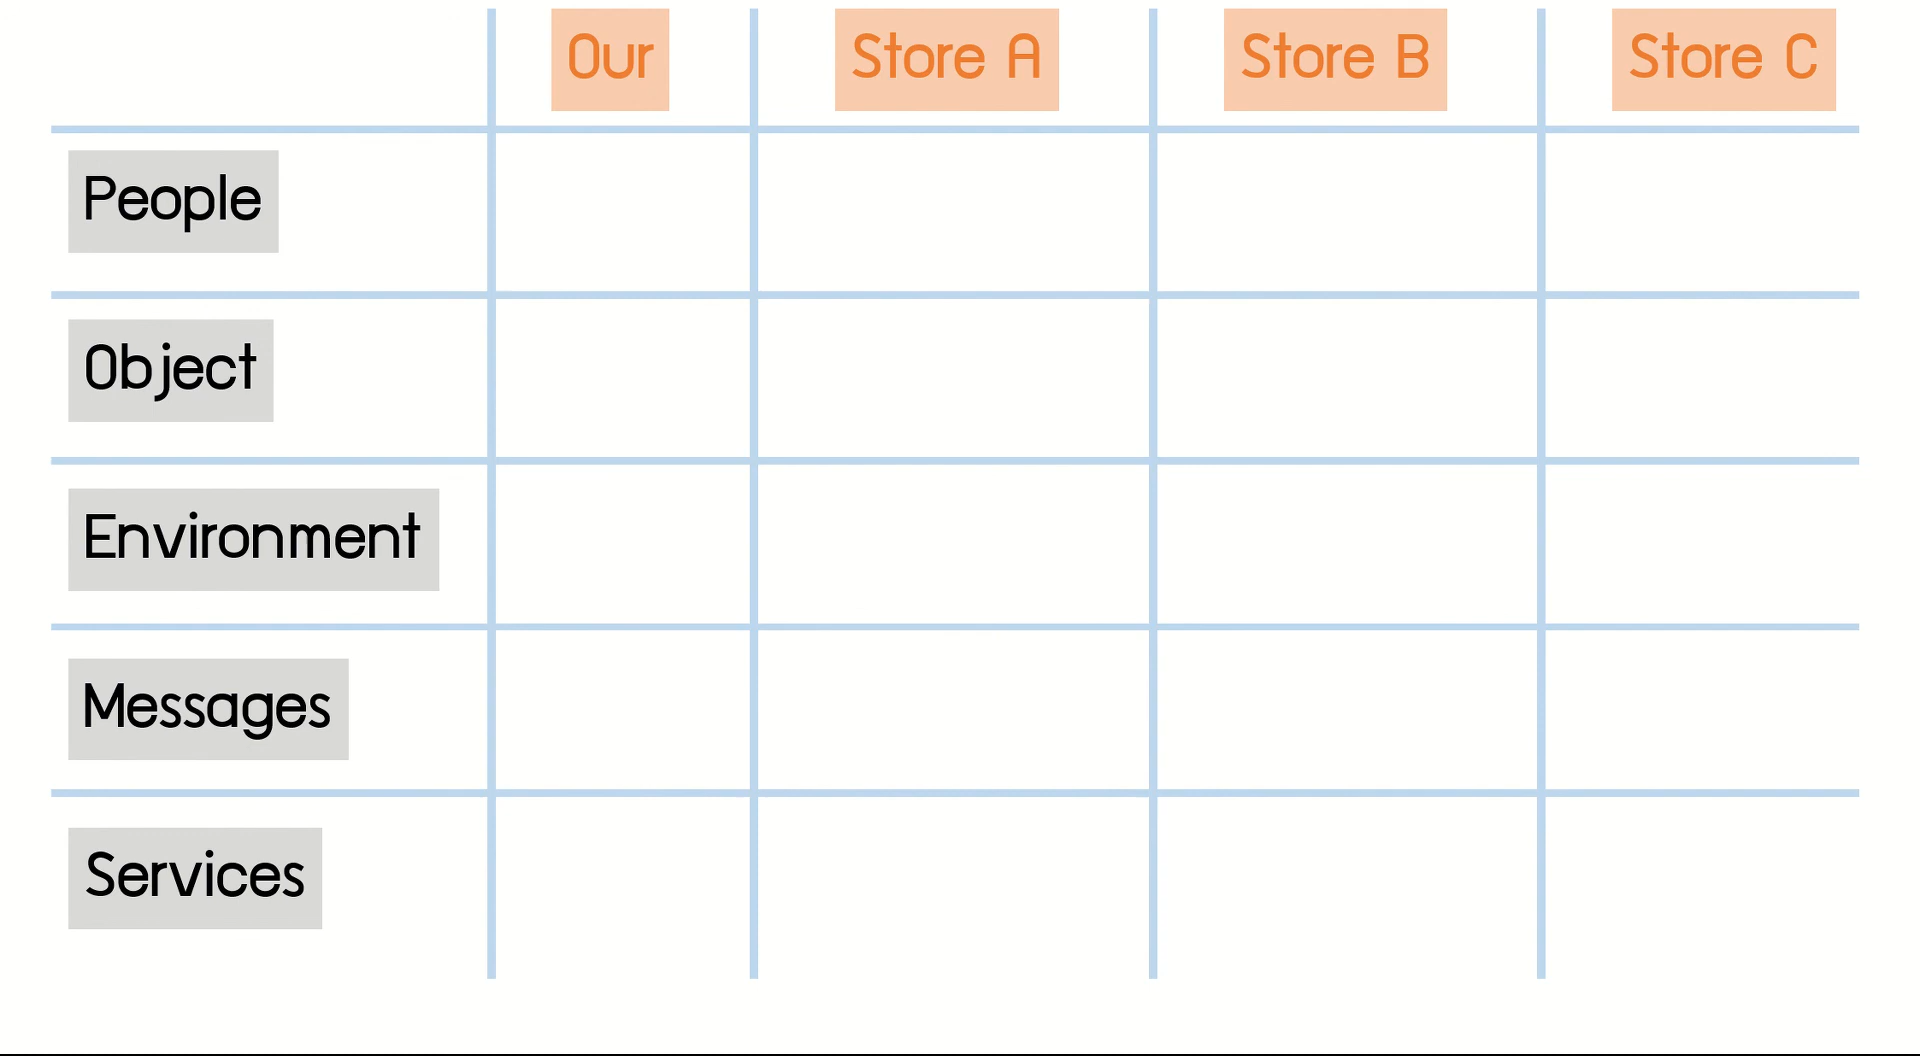 Our Store A Store B Store C
People
Object
Environment
Messages
Services